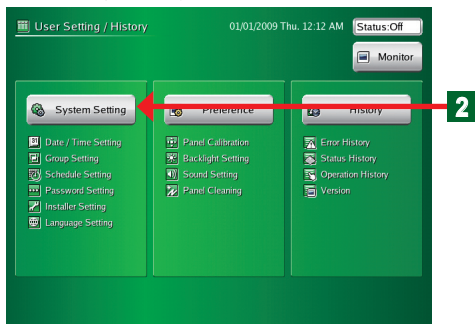 User Setting / History
01/01/2009 Thu. 12:12 AM
Status:Off
Monitor
System Setting
Date / Time Setting
Group Setting
Schedule Setting
Password Setting
Installer Setting
Language Setting
Preference
Panel Calibration
Backlight Setting
Sound Setting
Panel Cleaning
History
Error History
Status History
Operation History
Version
2